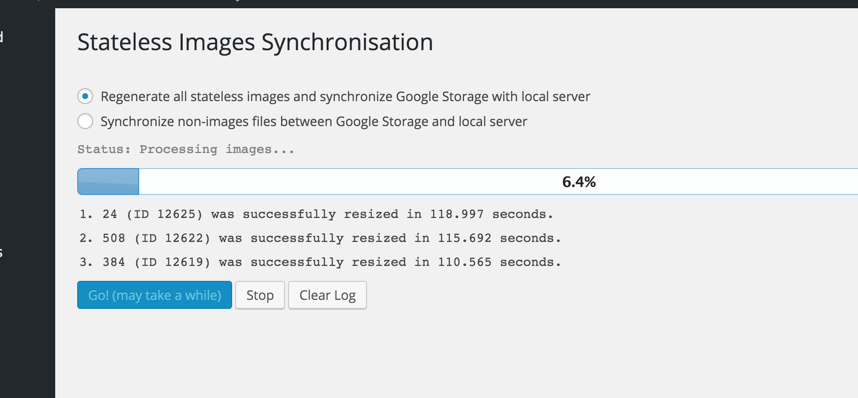 Stateless Images Synchronisation
Regenerate all stateless images and synchronize Google Storage with local server
Synchronize non-images files between Google Storage and local server
Status: Processing images...
6.4%
1. 24 (ID 12625) was successfully resized in 118.997 seconds.
2. 508 (ID 12622) was successfully resized in 115.692 seconds.
3. 384 (ID 12619) was successfully resized in 110.565 seconds.
Go! (may take a while) Stop Clear Log